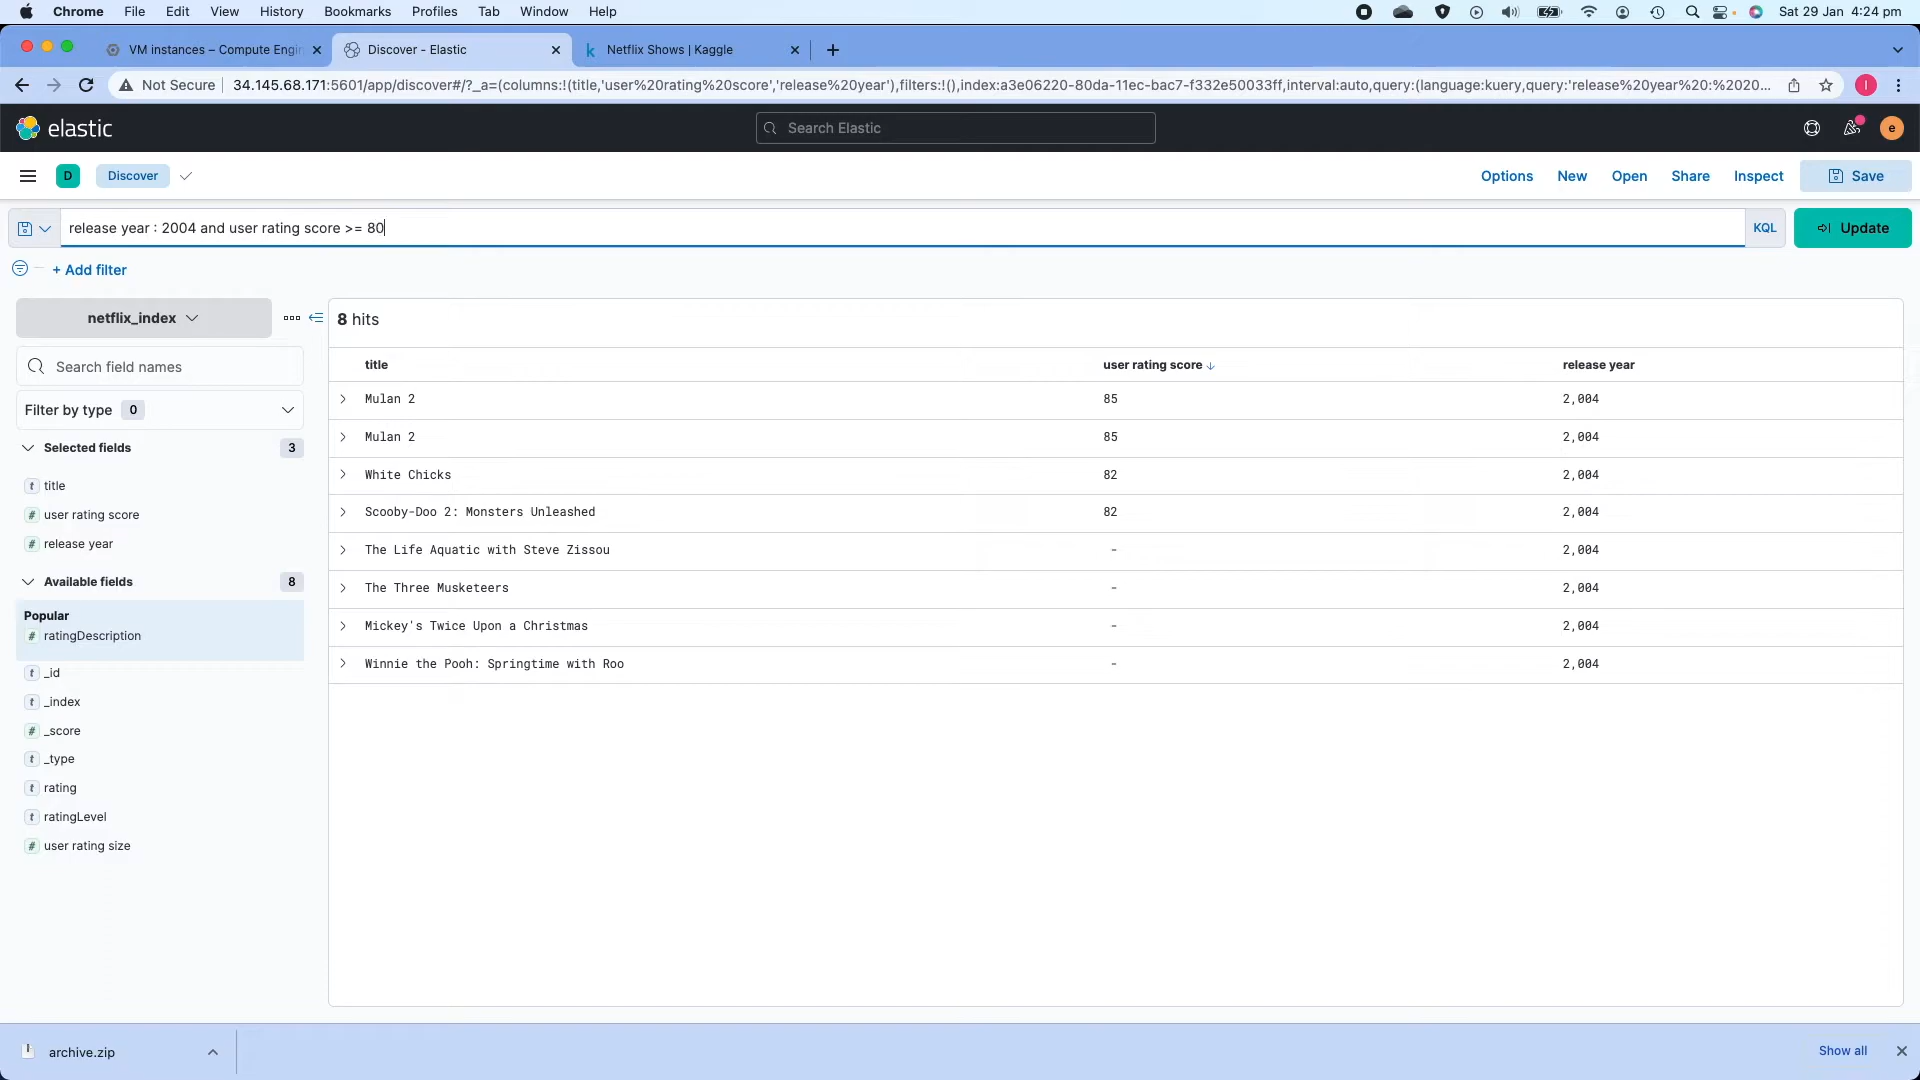 Chrome File Edit View History Bookmarks Profiles Tab Window Help Sat 29 Jan 4:24 pm
VM instances – Compute Engin Discover - Elastic Netflix Shows | Kaggle
Not Secure 34.145.68.171:5601/app/discover#/?_a=(columns:!(title,'user%20rating%20score','release%20year'),filters:!(),index:a3e06220-80da-11ec-bac7-f332e50033ff,interval:auto,query:(language:kuery,query:'release%20year%20:%2020... I
elastic Search Elastic e
D Discover Options New Open Share Inspect Save
release year : 2004 and user rating score >= 80 KQL Update
+ Add filter
netflix_index
Search field names
Filter by type 0
Selected fields 3
t title
# user rating score
# release year
Available fields 8
Popular
# ratingDescription
t _id
t _index
# _score
t _type
t rating
t ratingLevel
# user rating size
8 hits
title user rating score release year
Mulan 2 85 2,004
Mulan 2 85 2,004
White Chicks 82 2,004
Scooby-Doo 2: Monsters Unleashed 82 2,004
The Life Aquatic with Steve Zissou - 2,004
The Three Musketeers - 2,004
Mickey's Twice Upon a Christmas - 2,004
Winnie the Pooh: Springtime with Roo - 2,004
archive.zip Show all